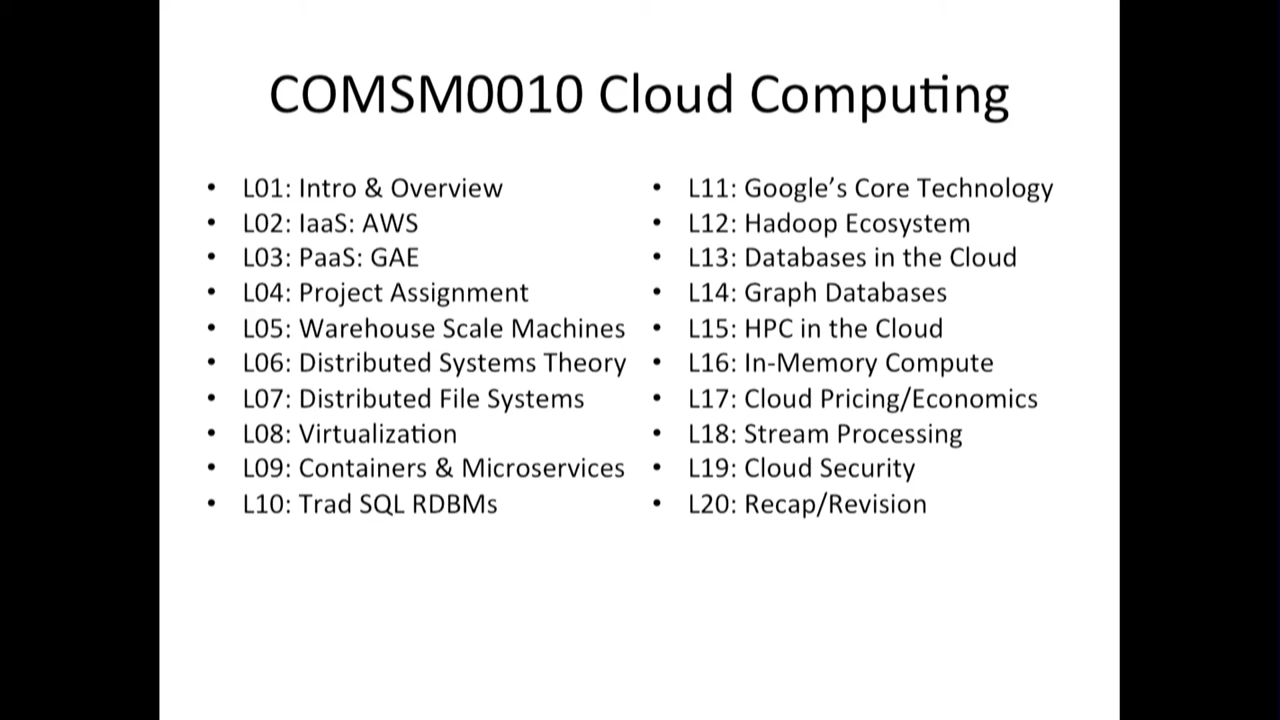 COMSM0010 Cloud Computing
• L01: Intro & Overview
• L02: IaaS: AWS
• L03: PaaS: GAE
• L04: Project Assignment
• L05: Warehouse Scale Machines
• L06: Distributed Systems Theory
• L07: Distributed File Systems
• L08: Virtualization
• L09: Containers & Microservices
• L10: Trad SQL RDBMs
• L11: Google’s Core Technology
• L12: Hadoop Ecosystem
• L13: Databases in the Cloud
• L14: Graph Databases
• L15: HPC in the Cloud
• L16: In-Memory Compute
• L17: Cloud Pricing/Economics
• L18: Stream Processing
• L19: Cloud Security
• L20: Recap/Revision